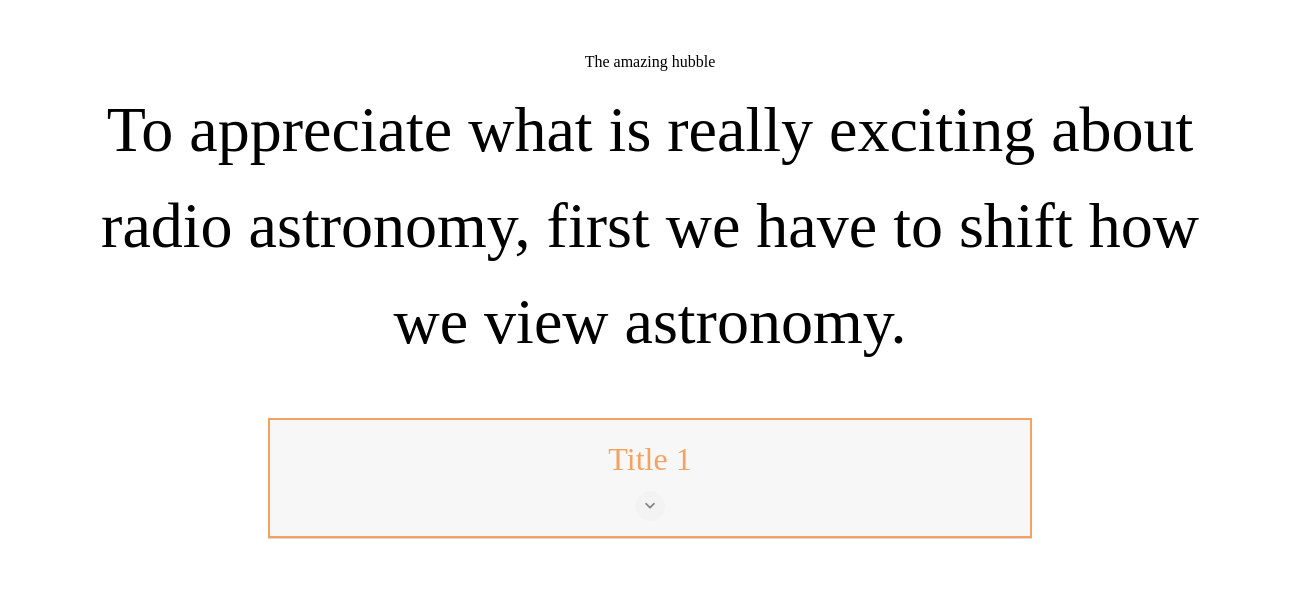 The amazing hubble
To appreciate what is really exciting about
radio astronomy, first we have to shift how
we view astronomy.
Title 1